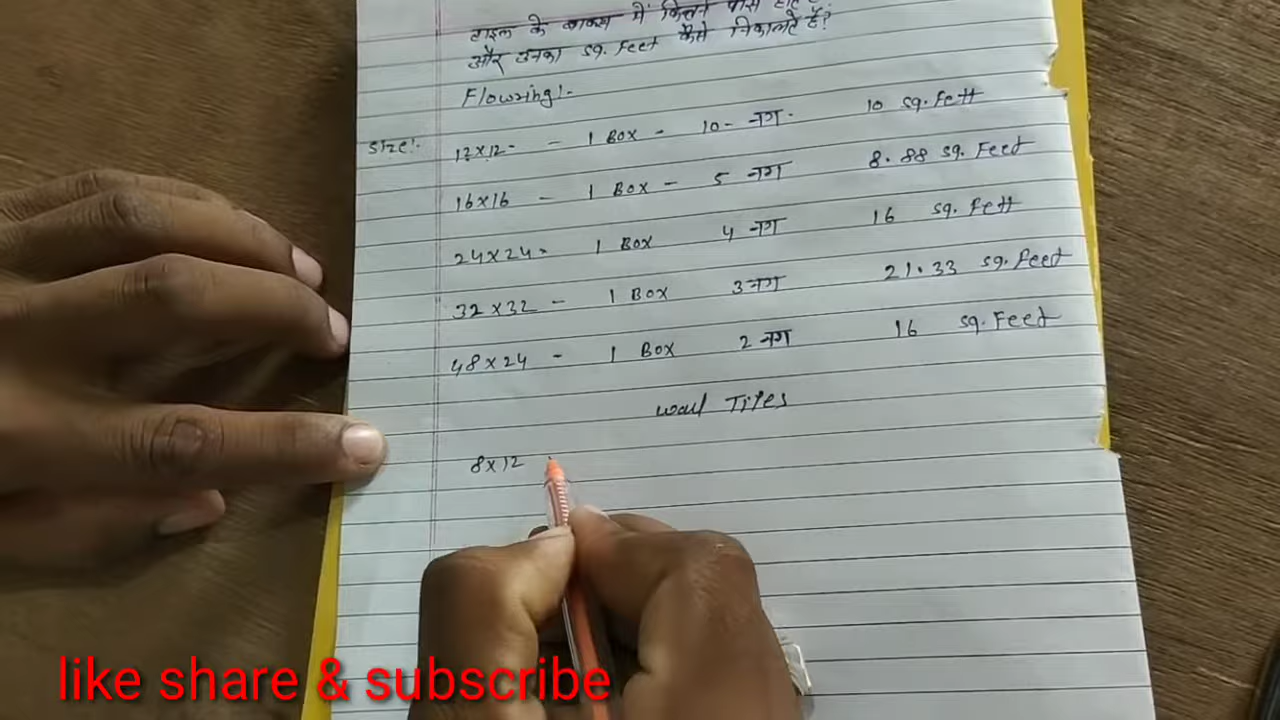 टाइल के बाक्स में कितने पीस होते हैं
और उनका sq. feet कैसे निकालते हैं?
Flowring!-
Size!- 12x12- - 1 Box - 10- नग- 10 sq. Fett
16x16 - 1 Box - 5 नग 8.88 sq. Feet
24x24- 1 Box 4 नग 16 sq. Fett
32x32 - 1 Box 3 नग 21.33 sq. Feet
48x24 - 1 Box 2 नग 16 sq. Feet
wall Tiles
8x12
like share & subscribe